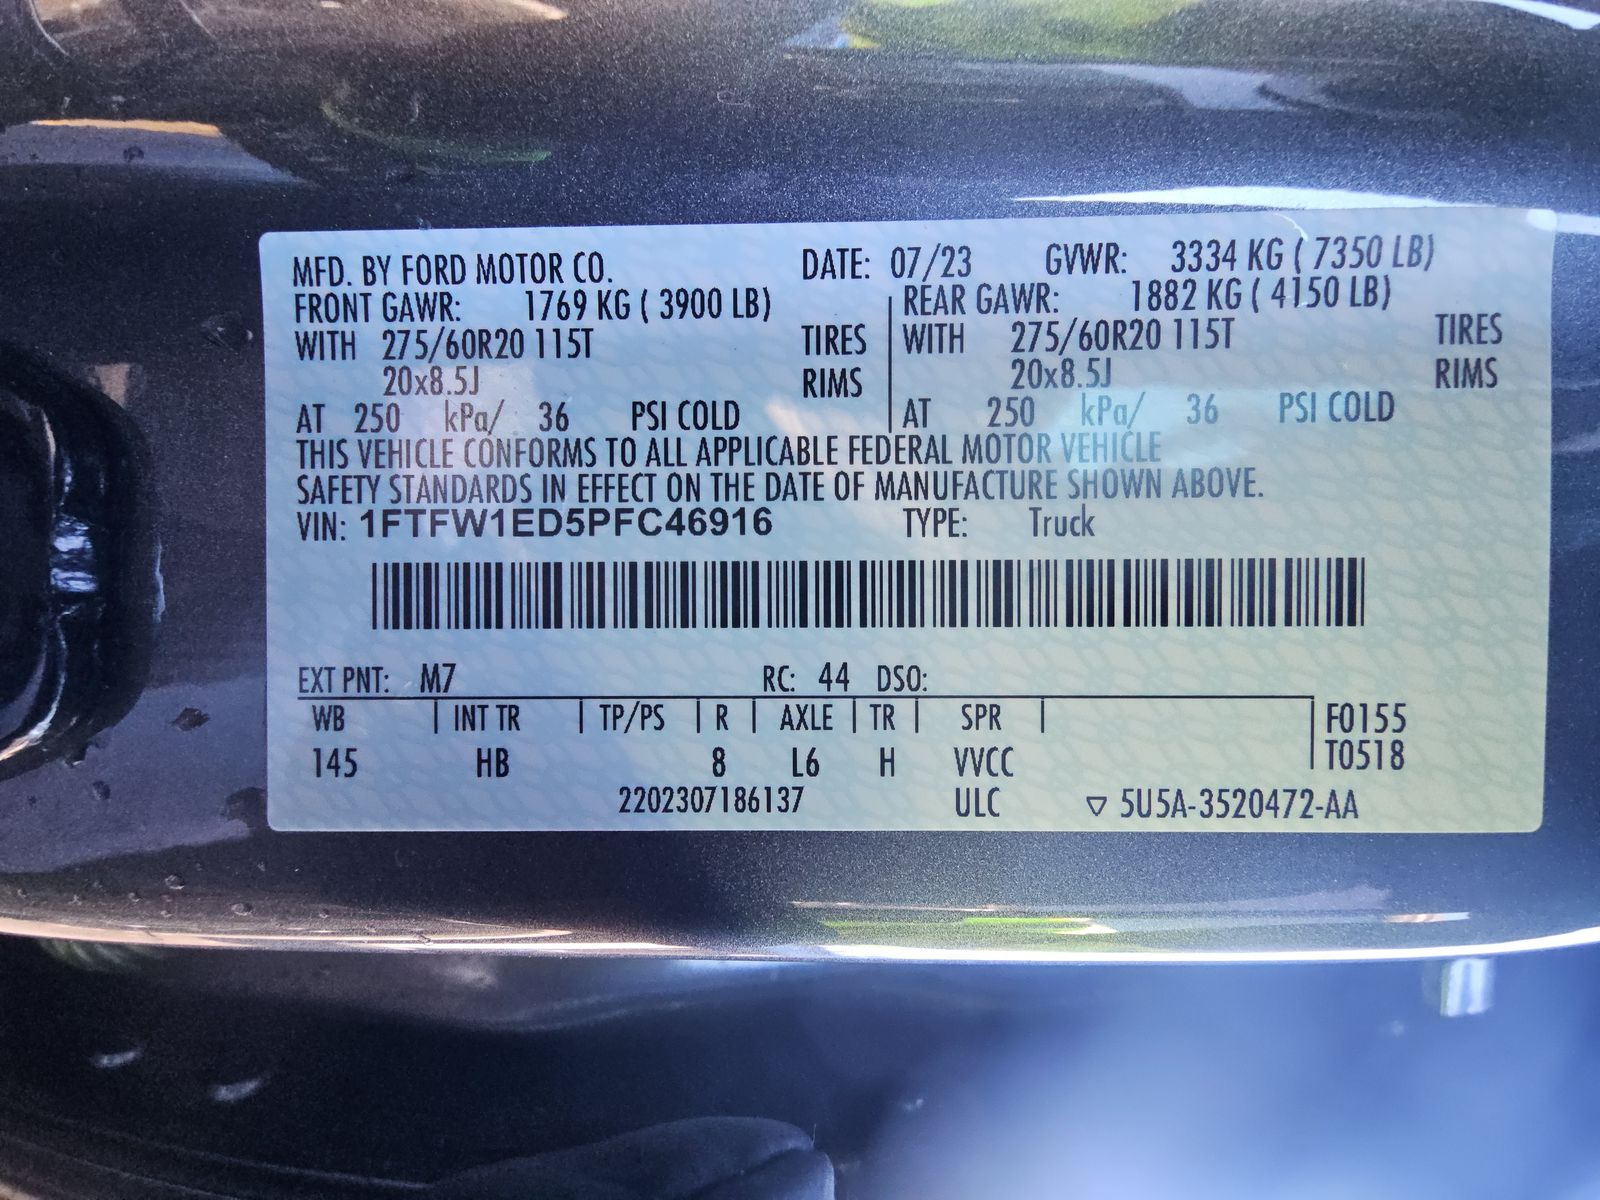 MFD. BY FORD MOTOR CO. DATE: 07/23 GVWR: 3334 KG ( 7350 LB)
FRONT GAWR: 1769 KG ( 3900 LB) REAR GAWR: 1882 KG ( 4150 LB)
WITH 275/60R20 115T TIRES WITH 275/60R20 115T TIRES
20x8.5J RIMS 20x8.5J RIMS
AT 250 kPa/ 36 PSI COLD AT 250 kPa/ 36 PSI COLD
THIS VEHICLE CONFORMS TO ALL APPLICABLE FEDERAL MOTOR VEHICLE
SAFETY STANDARDS IN EFFECT ON THE DATE OF MANUFACTURE SHOWN ABOVE.
VIN: 1FTFW1ED5PFC46916 TYPE: Truck
EXT PNT: M7 RC: 44 DSO:
WB INT TR TP/PS R AXLE TR SPR F0155
145 HB 8 L6 H VVCC T0518
2202307186137 ULC ▽ 5U5A-3520472-AA